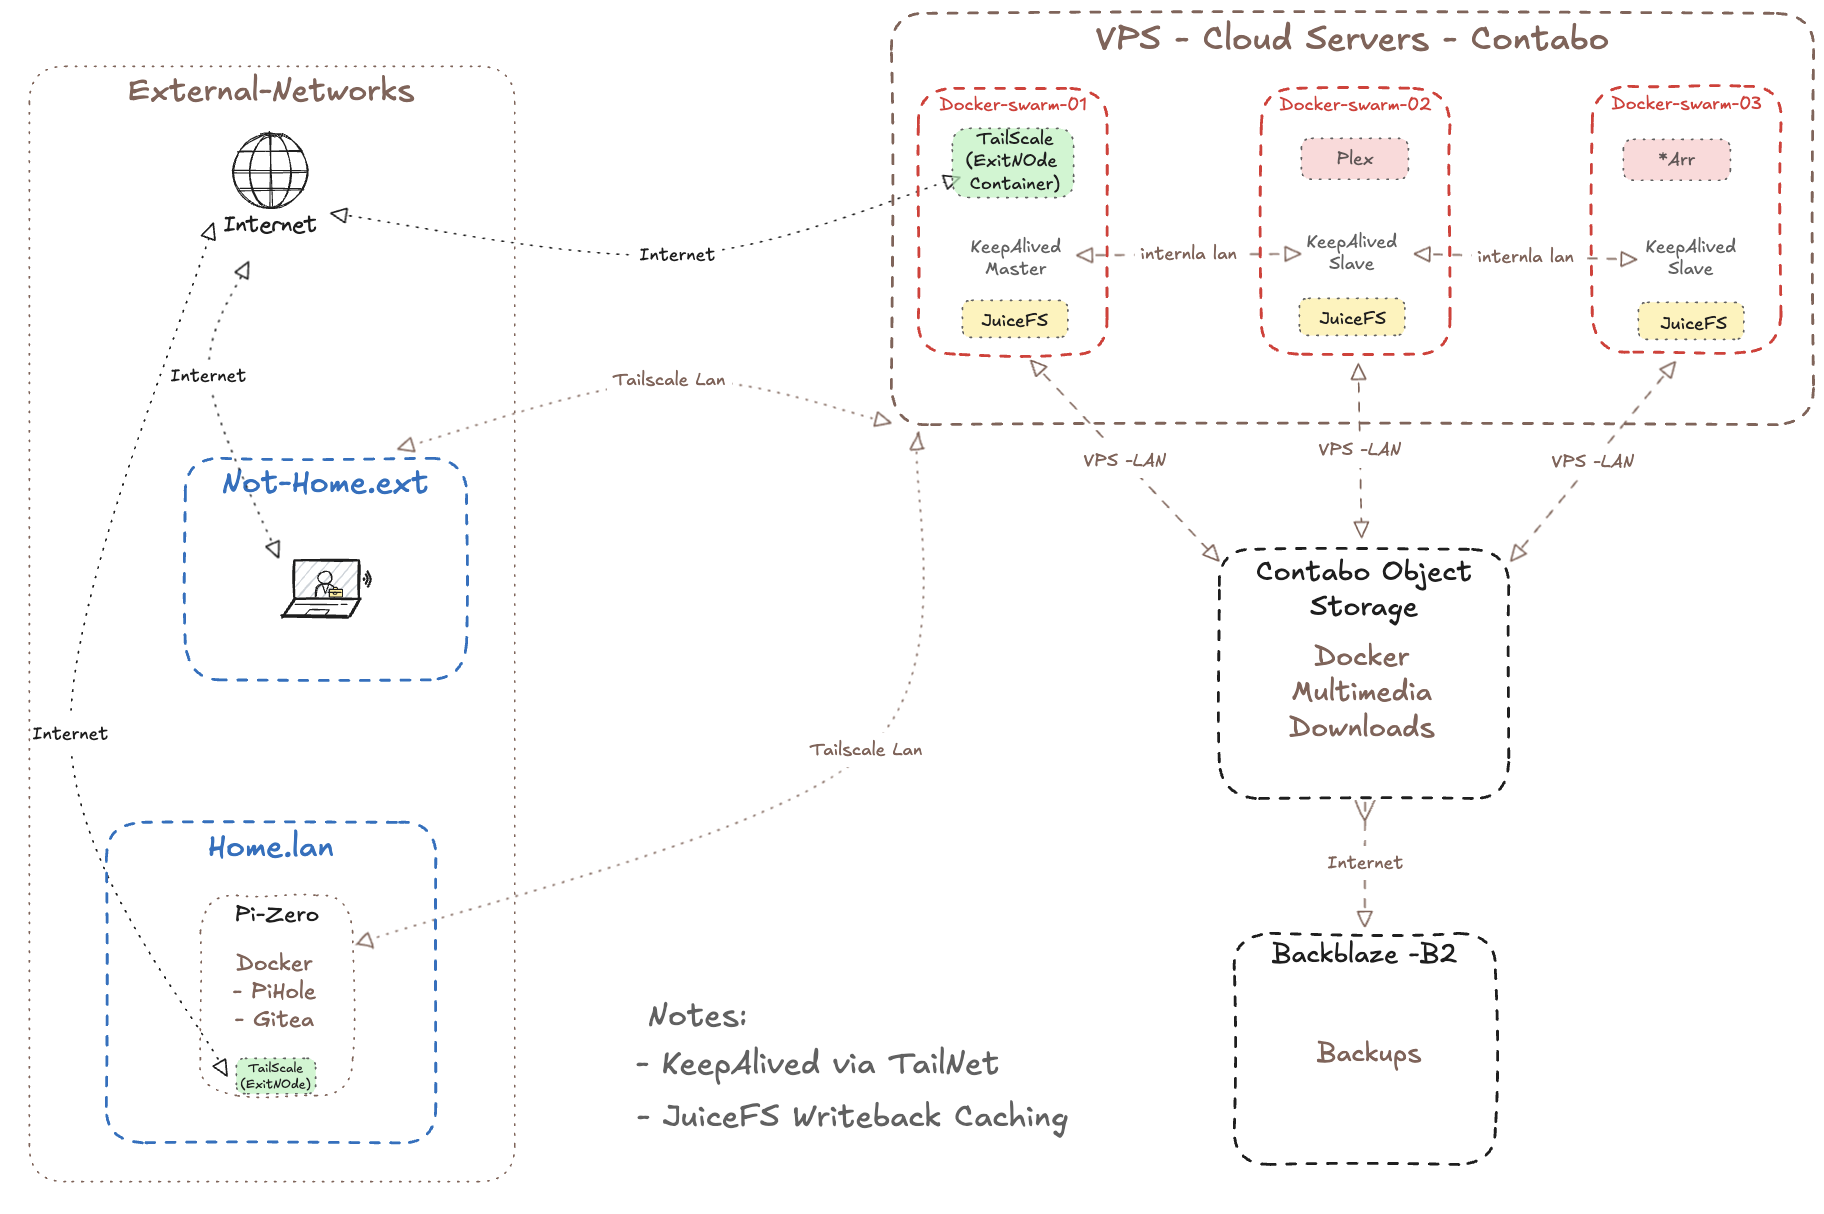 External-Networks
Internet
Internet
Internet
Not-Home.ext
Internet
Home.lan
Pi-Zero
Docker
- PiHole
- Gitea
TailScale
(ExitNOde)
Internet
Tailscale Lan
Tailscale Lan
VPS - Cloud Servers - Contabo
Docker-swarm-01
TailScale
(ExitNOde
Container)
KeepAlived
Master
JuiceFS
internla lan
Docker-swarm-02
Plex
KeepAlived
Slave
JuiceFS
internla lan
Docker-swarm-03
*Arr
KeepAlived
Slave
JuiceFS
VPS -LAN
VPS -LAN
VPS -LAN
Contabo Object
Storage
Docker
Multimedia
Downloads
Internet
Backblaze -B2
Backups
Notes:
- KeepAlived via TailNet
- JuiceFS Writeback Caching